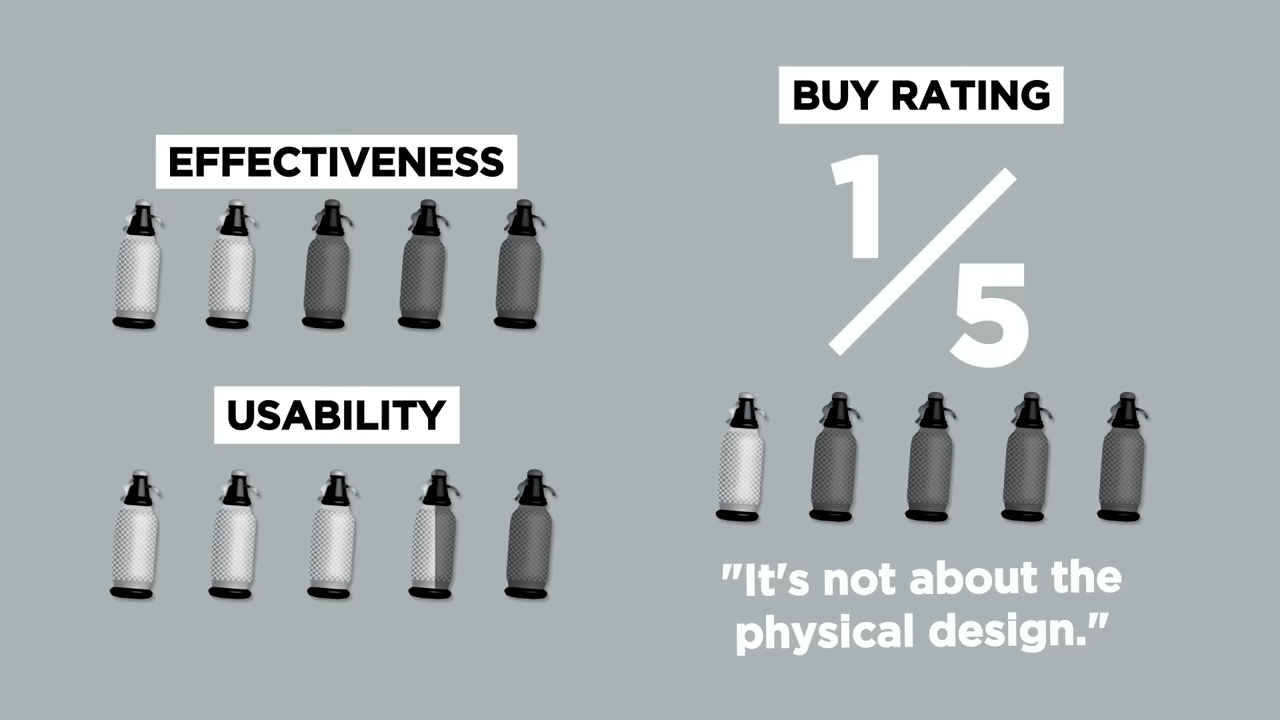 EFFECTIVENESS
USABILITY
BUY RATING
1/5
"It's not about the
physical design."